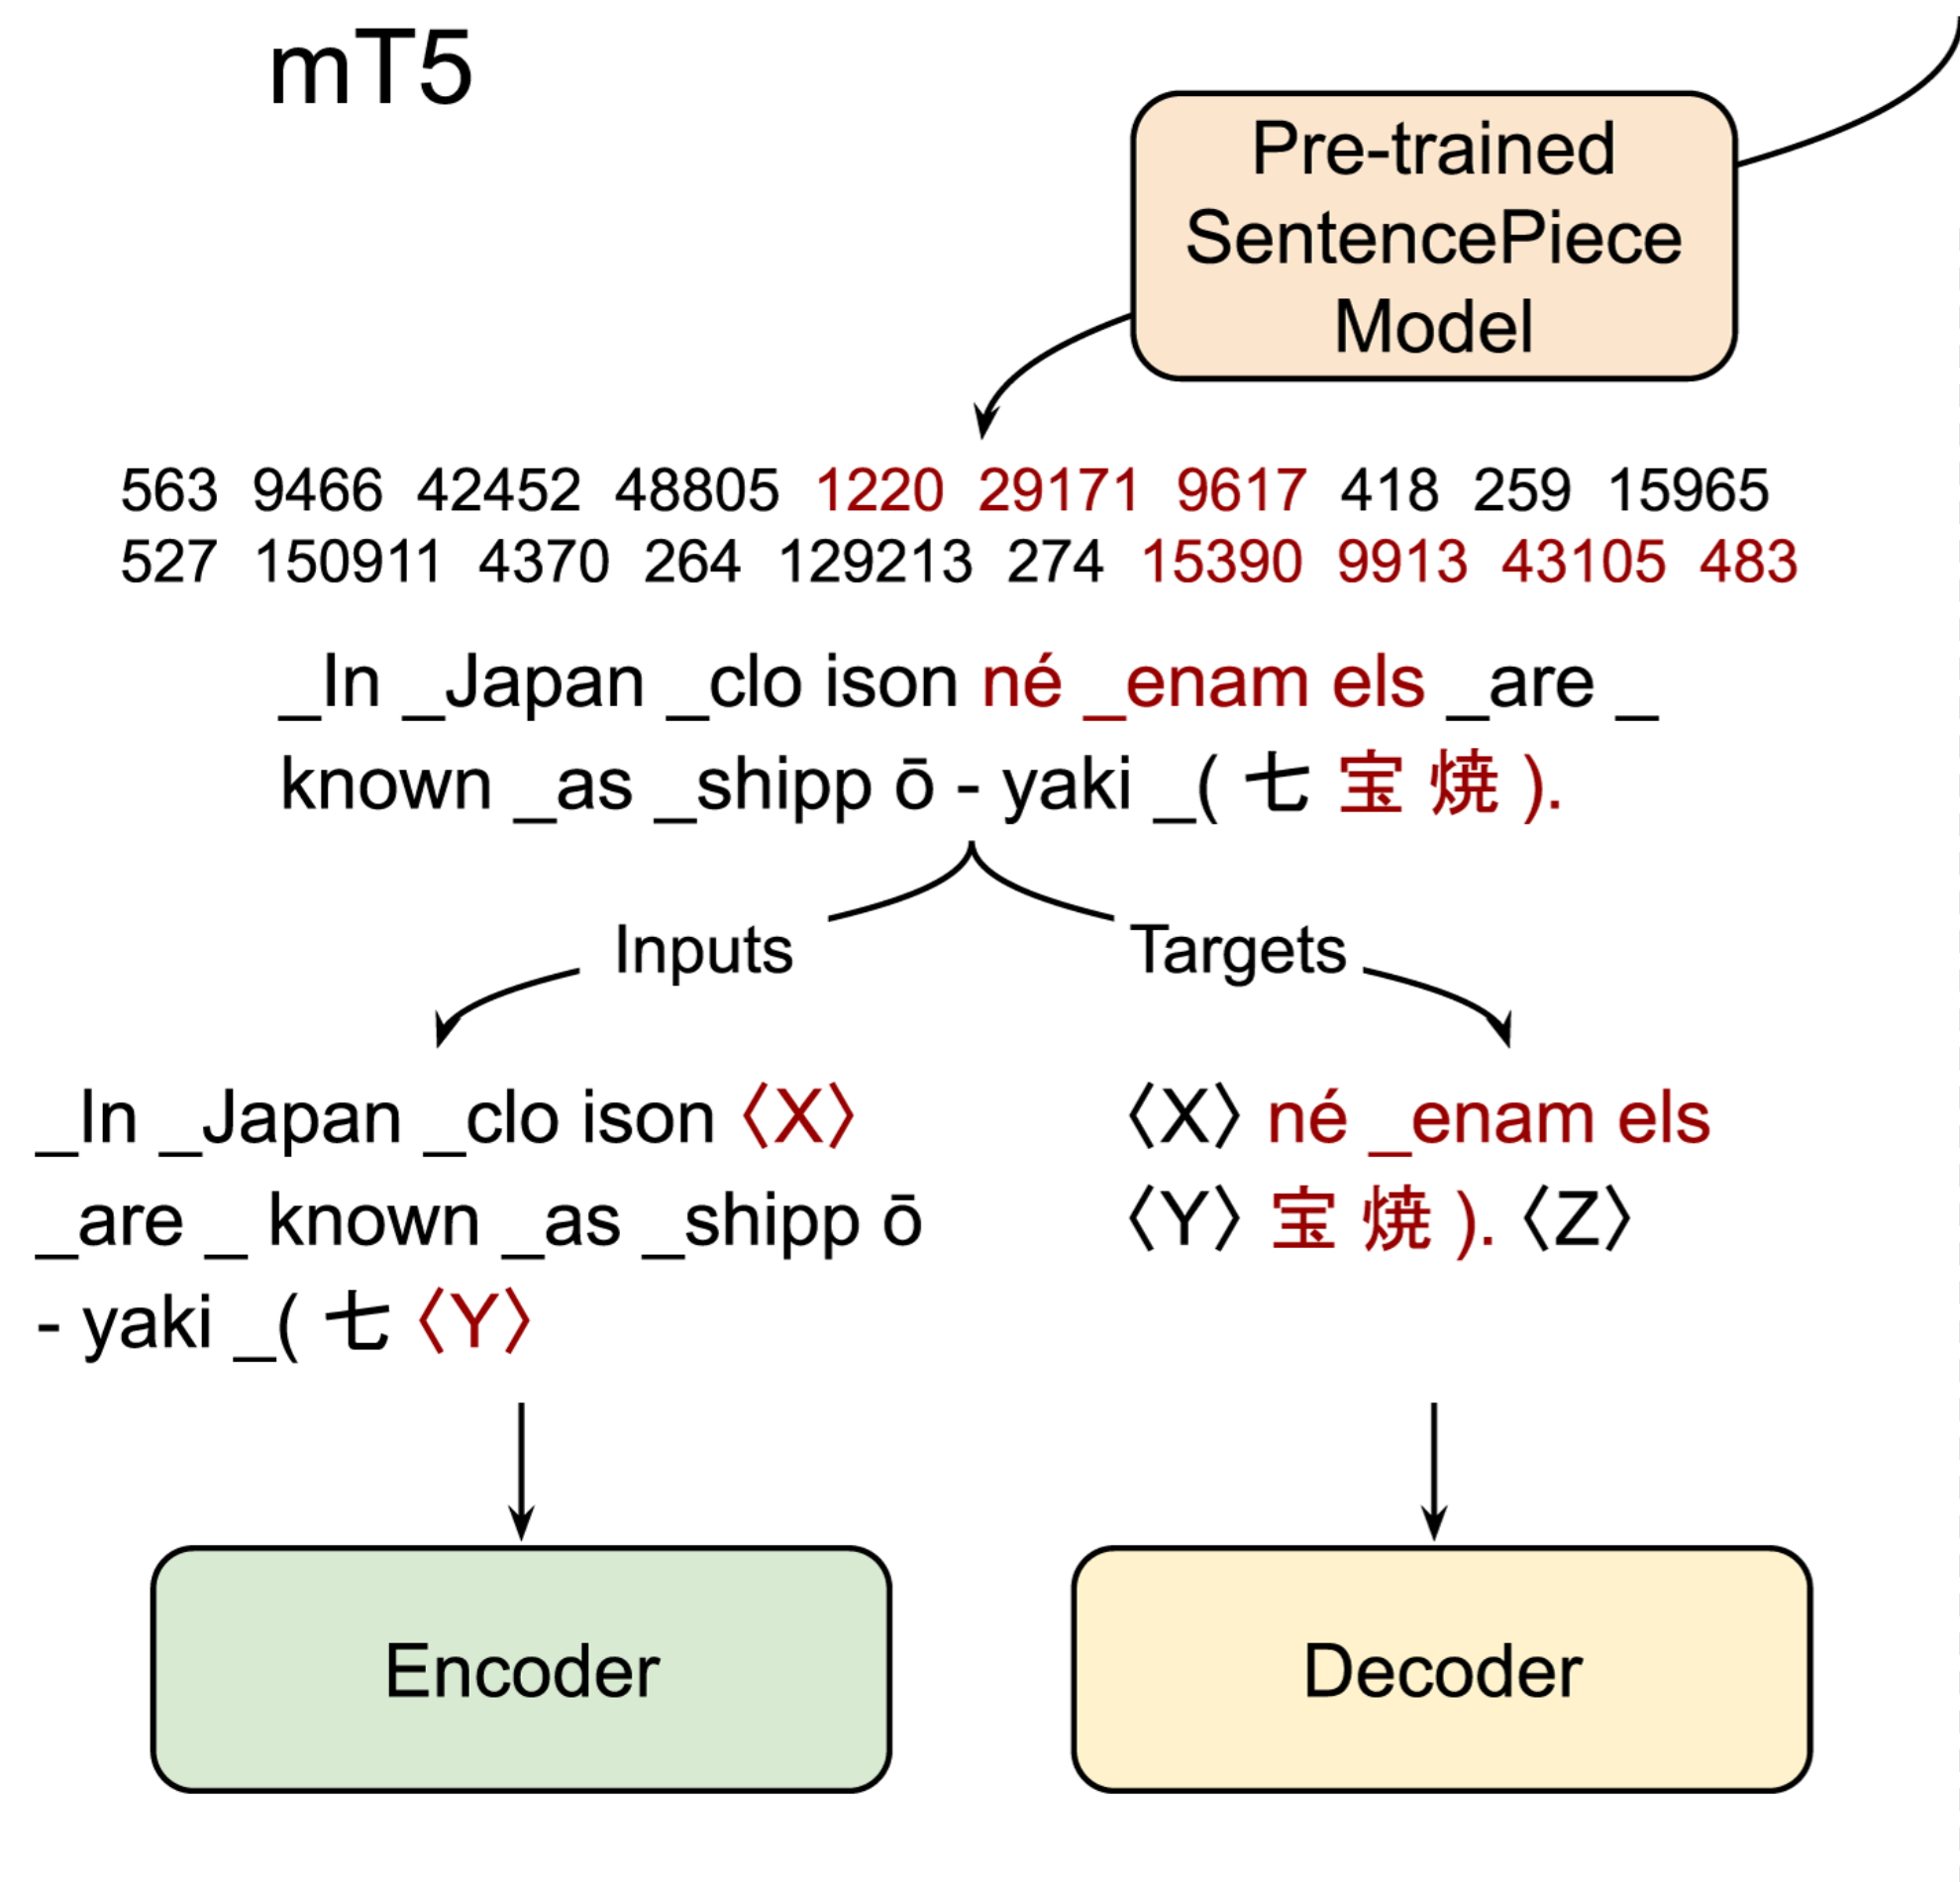 mT5
Pre-trained
SentencePiece
Model
563 9466 42452 48805 1220 29171 9617 418 259 15965
527 150911 4370 264 129213 274 15390 9913 43105 483
_In _Japan _clo ison né _enam els _are _
known _as _shipp ō - yaki _( 七 宝 焼 ).
Inputs
Targets
_In _Japan _clo ison 〈X〉
_are _ known _as _shipp ō
- yaki _( 七 〈Y〉
〈X〉 né _enam els
〈Y〉 宝 焼 ). 〈Z〉
Encoder
Decoder